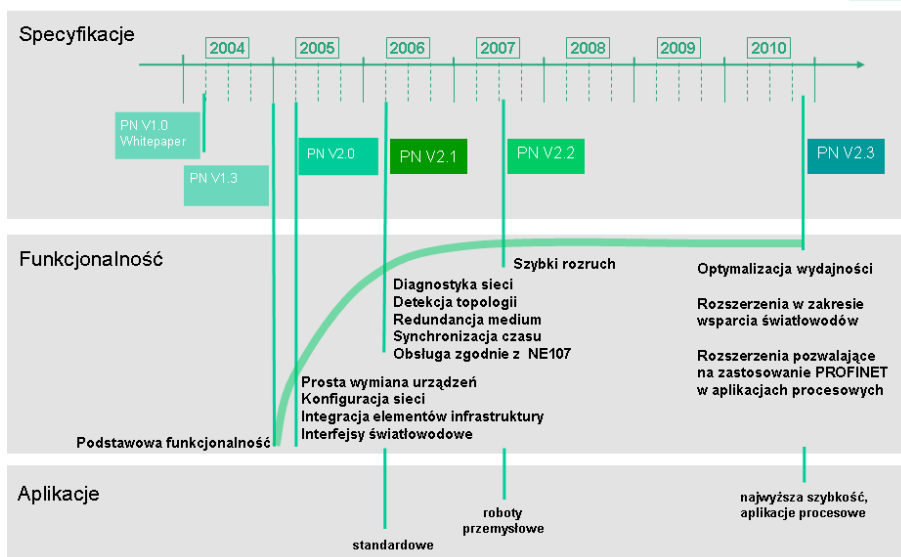 Specyfikacje
2004 2005 2006 2007 2008 2009 2010
PN V1.0
Whitepaper
PN V1.3
PN V2.0
PN V2.1
PN V2.2
PN V2.3
Funkcjonalność
Podstawowa funkcjonalność
Prosta wymiana urządzeń
Konfiguracja sieci
Integracja elementów infrastruktury
Interfejsy światłowodowe
Diagnostyka sieci
Detekcja topologii
Redundancja medium
Synchronizacja czasu
Obsługa zgodnie z NE107
Szybki rozruch
Optymalizacja wydajności
Rozszerzenia w zakresie
wsparcia światłowodów
Rozszerzenia pozwalające
na zastosowanie PROFINET
w aplikacjach procesowych
Aplikacje
standardowe
roboty
przemysłowe
najwyższa szybkość,
aplikacje procesowe